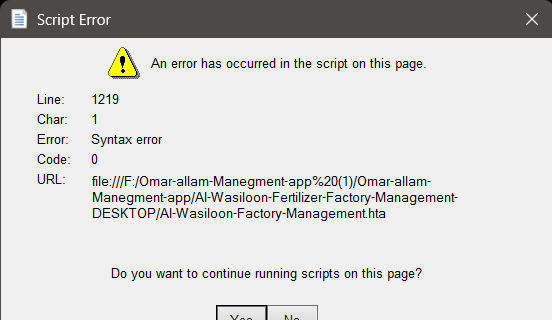 Script Error
An error has occurred in the script on this page.
Line: 1219
Char: 1
Error: Syntax error
Code: 0
URL: file:///F:/Omar-allam-Manegment-app%20(1)/Omar-allam-
Manegment-app/Al-Wasiloon-Fertilizer-Factory-Management-
DESKTOP/Al-Wasiloon-Factory-Management.hta
Do you want to continue running scripts on this page?
Yes No